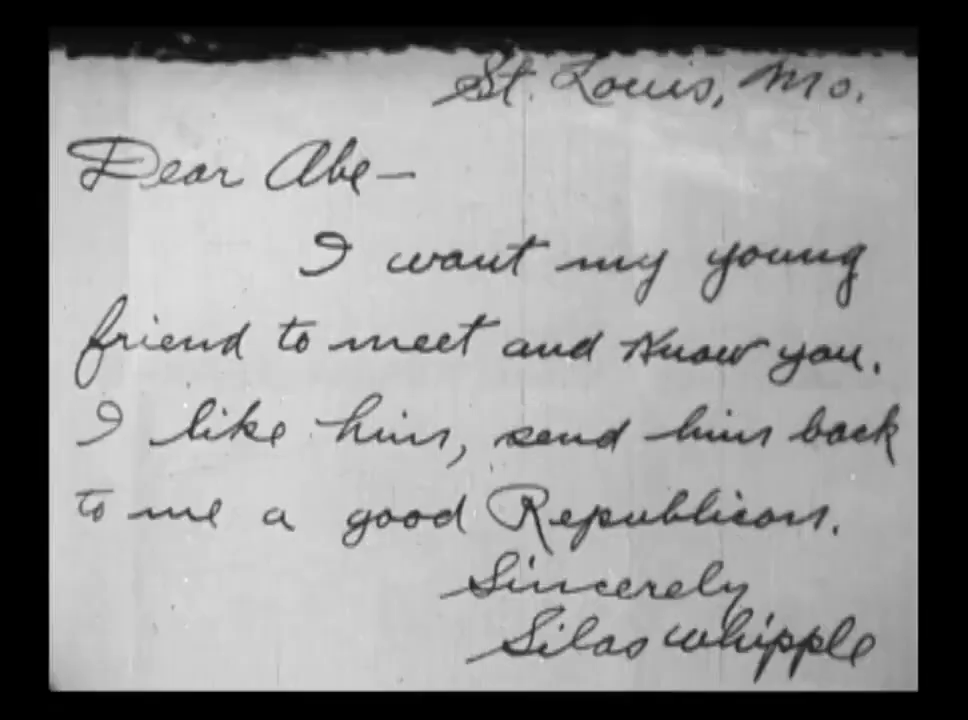 St. Louis, Mo.
Dear Abe—
I want my young
friend to meet and know you.
I like him, send him back
to me a good Republican.
Sincerely
Silas Whipple